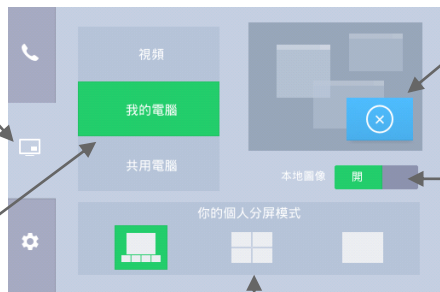 視頻
我的電腦
共用電腦
本地圖像 開
你的個人分屏模式